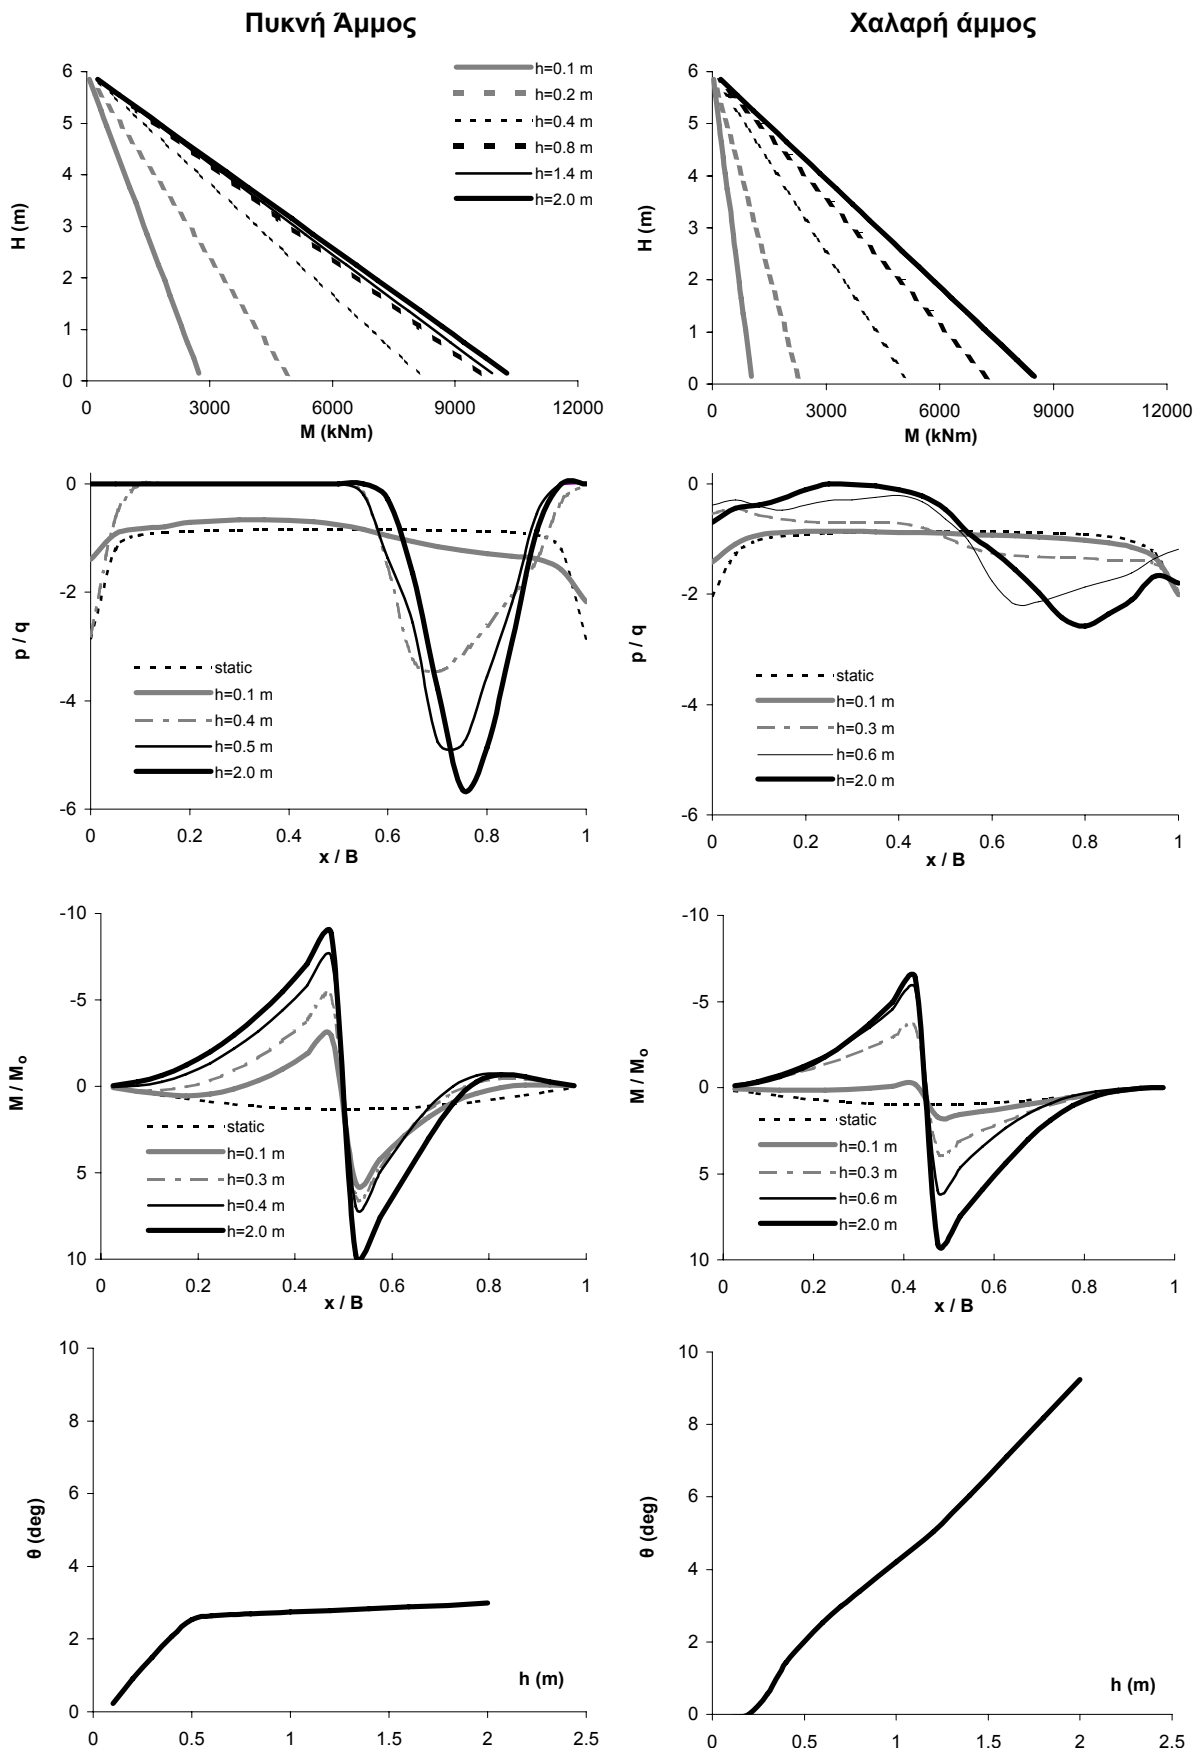 Πυκνή Άμμος
Χαλαρή άμμος
6
5
4
3
2
1
0
H (m)
0
3000
6000
9000
12000
M (kNm)
h=0.1 m
h=0.2 m
h=0.4 m
h=0.8 m
h=1.4 m
h=2.0 m
6
5
4
3
2
1
0
H (m)
0
3000
6000
9000
12000
M (kNm)
0
-2
-4
-6
p / q
static
h=0.1 m
h=0.4 m
h=0.5 m
h=2.0 m
0
0.2
0.4
0.6
0.8
1
x / B
0
-2
-4
-6
p / q
static
h=0.1 m
h=0.3 m
h=0.6 m
h=2.0 m
0
0.2
0.4
0.6
0.8
1
x / B
-10
-5
0
5
10
M / Mo
static
h=0.1 m
h=0.3 m
h=0.4 m
h=2.0 m
0
0.2
0.4
0.6
0.8
1
x / B
-10
-5
0
5
10
M / Mo
static
h=0.1 m
h=0.3 m
h=0.6 m
h=2.0 m
0
0.2
0.4
0.6
0.8
1
x / B
10
8
6
4
2
0
θ (deg)
h (m)
0
0.5
1
1.5
2
2.5
10
8
6
4
2
0
θ (deg)
h (m)
0
0.5
1
1.5
2
2.5